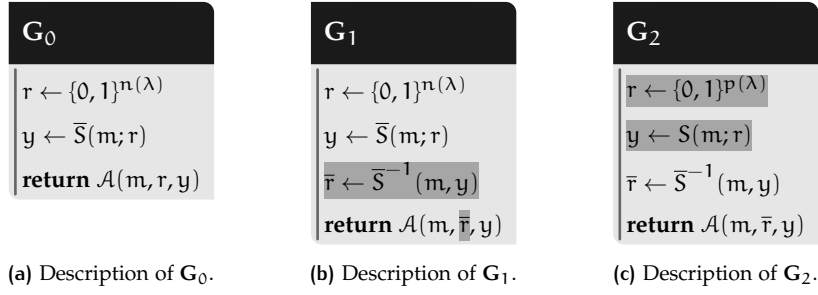 G₀
r ← {0, 1}ⁿ⁽λ⁾
y ← S̅(m; r)
return 𝒜(m, r, y)
(a) Description of G₀.
G₁
r ← {0, 1}ⁿ⁽λ⁾
y ← S̅(m; r)
r̅ ← S̅⁻¹(m, y)
return 𝒜(m, r̅, y)
(b) Description of G₁.
G₂
r ← {0, 1}ᵖ⁽λ⁾
y ← S(m; r)
r̅ ← S̅⁻¹(m, y)
return 𝒜(m, r̅, y)
(c) Description of G₂.